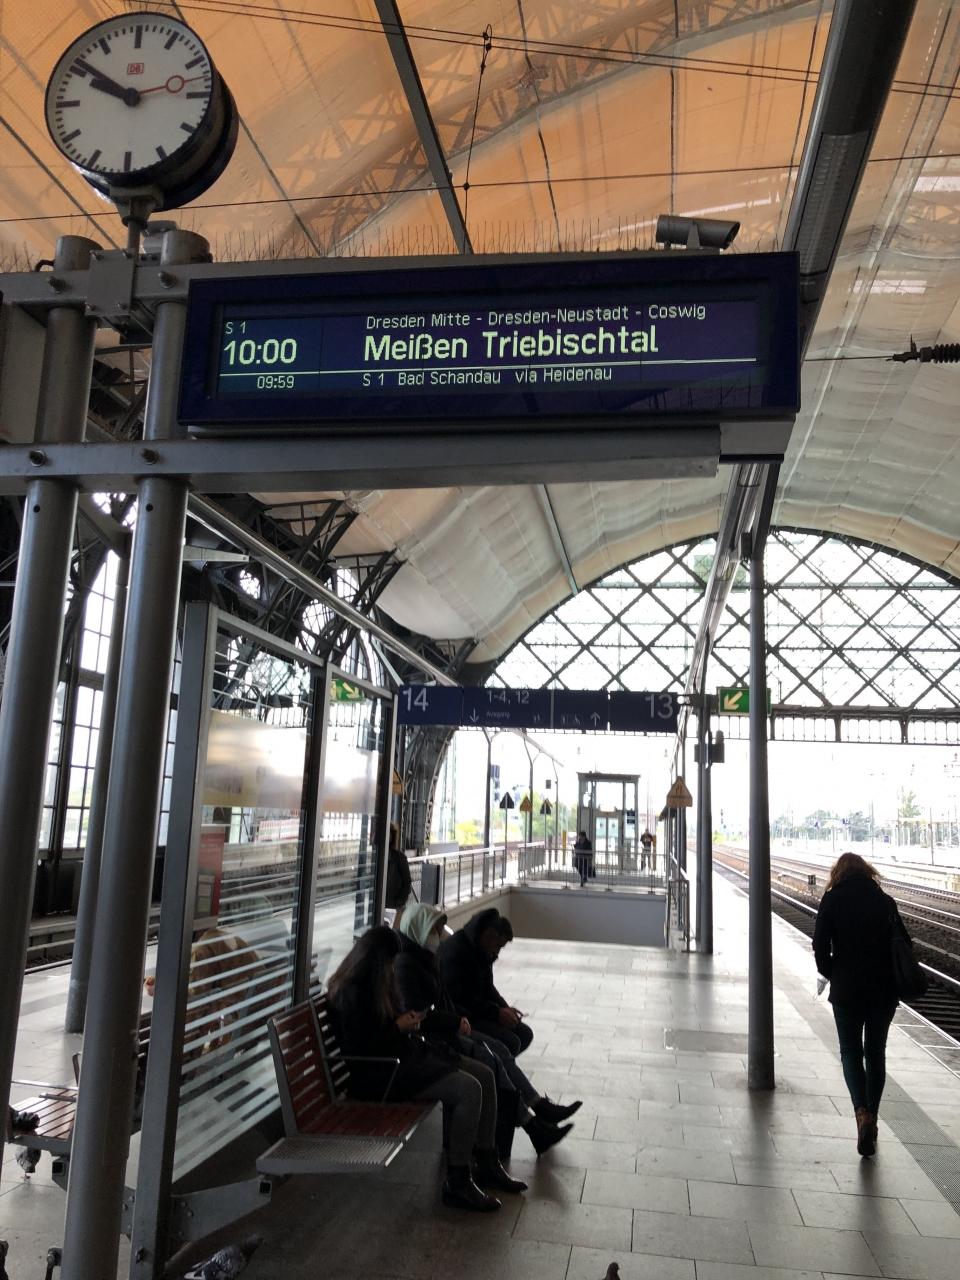 DB
S 1
Dresden Mitte - Dresden-Neustadt - Coswig
10:00
Meißen Triebischtal
09:59
S 1 Bad Schandau via Heidenau
14
1-4, 12
Ausgang
13